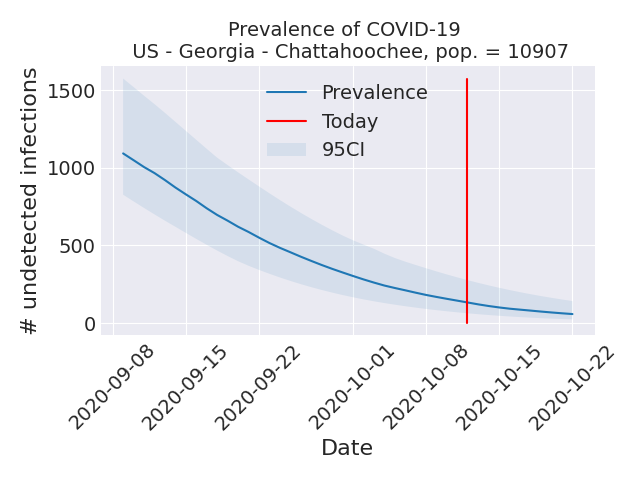 Prevalence of COVID-19
US - Georgia - Chattahoochee, pop. = 10907
# undetected infections
1500
1000
500
0
Prevalence
Today
95CI
2020-09-08
2020-09-15
2020-09-22
2020-10-01
2020-10-08
2020-10-15
2020-10-22
Date